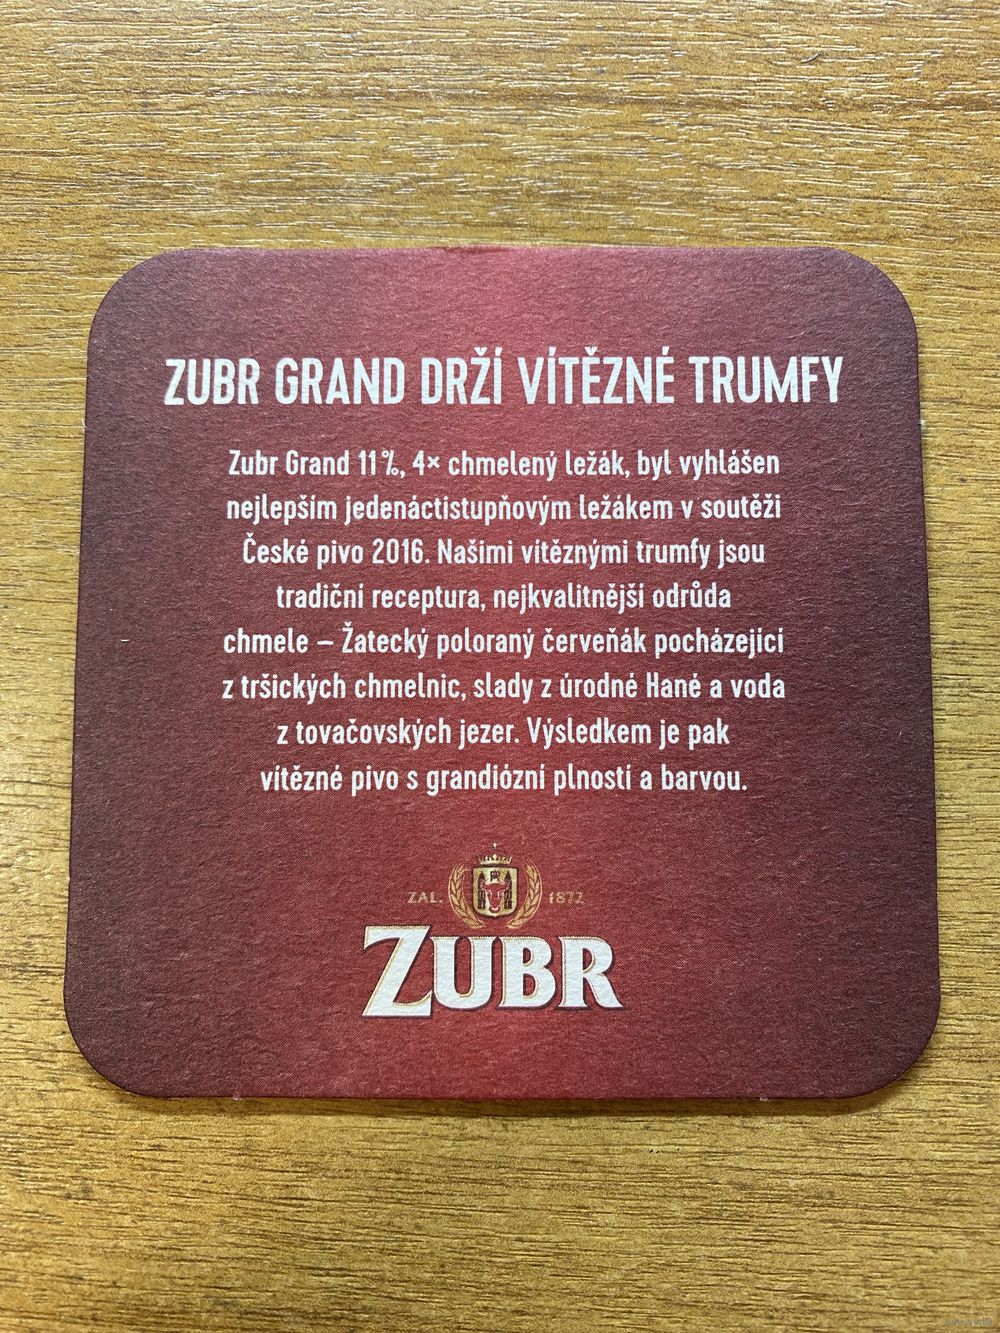 ZUBR GRAND DRŽÍ VÍTĚZNÉ TRUMFY
Zubr Grand 11%, 4× chmelený ležák, byl vyhlášen
nejlepším jedenáctistupňovým ležákem v soutěži
České pivo 2016. Našimi vítěznými trumfy jsou
tradiční receptura, nejkvalitnější odrůda
chmele – Žatecký poloraný červeňák pocházející
z tršických chmelnic, slady z úrodné Hané a voda
z tovačovských jezer. Výsledkem je pak
vítězné pivo s grandiózní plností a barvou.
ZAL. 1872
ZUBR